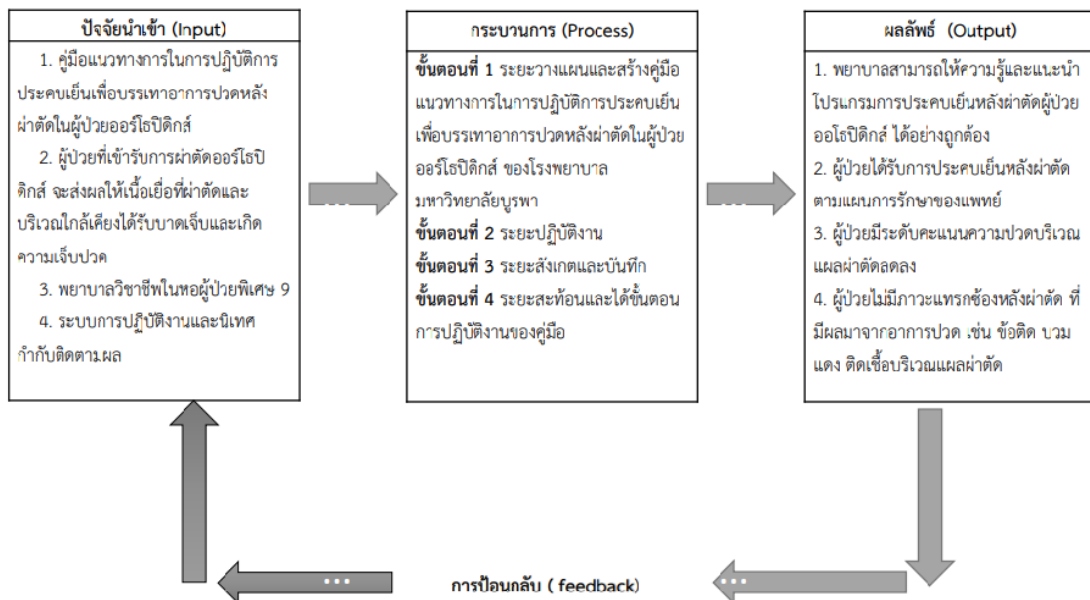 ปัจจัยนำเข้า (Input)
1. คู่มือแนวทางการในการปฏิบัติการ
ประคบเย็นเพื่อบรรเทาอาการปวดหลัง
ผ่าตัดในผู้ป่วยออร์โธปิดิกส์
2. ผู้ป่วยที่เข้ารับการผ่าตัดออร์โธปิ
ดิกส์ จะส่งผลให้เนื้อเยื่อที่ผ่าตัดและ
บริเวณใกล้เคียงได้รับบาดเจ็บและเกิด
ความเจ็บปวด
3. พยาบาลวิชาชีพในหอผู้ป่วยพิเศษ 9
4. ระบบการปฏิบัติงานและนิเทศ
กำกับติดตามผล
กระบวนการ (Process)
ขั้นตอนที่ 1 ระยะวางแผนและสร้างคู่มือ
แนวทางการในการปฏิบัติการประคบเย็น
เพื่อบรรเทาอาการปวดหลังผ่าตัดในผู้ป่วย
ออร์โธปิดิกส์ ของโรงพยาบาล
มหาวิทยาลัยบูรพา
ขั้นตอนที่ 2 ระยะปฏิบัติงาน
ขั้นตอนที่ 3 ระยะสังเกตและบันทึก
ขั้นตอนที่ 4 ระยะสะท้อนและได้ขั้นตอน
การปฏิบัติงานของคู่มือ
ผลลัพธ์ (Output)
1. พยาบาลสามารถให้ความรู้และแนะนำ
โปรแกรมการประคบเย็นหลังผ่าตัดผู้ป่วย
ออโธปิดิกส์ ได้อย่างถูกต้อง
2. ผู้ป่วยได้รับการประคบเย็นหลังผ่าตัด
ตามแผนการรักษาของแพทย์
3. ผู้ป่วยมีระดับคะแนนความปวดบริเวณ
แผลผ่าตัดลดลง
4. ผู้ป่วยไม่มีภาวะแทรกซ้องหลังผ่าตัด ที่
มีผลมาจากอาการปวด เช่น ข้อติด บวม
แดง ติดเชื้อบริเวณแผลผ่าตัด
การป้อนกลับ ( feedback)